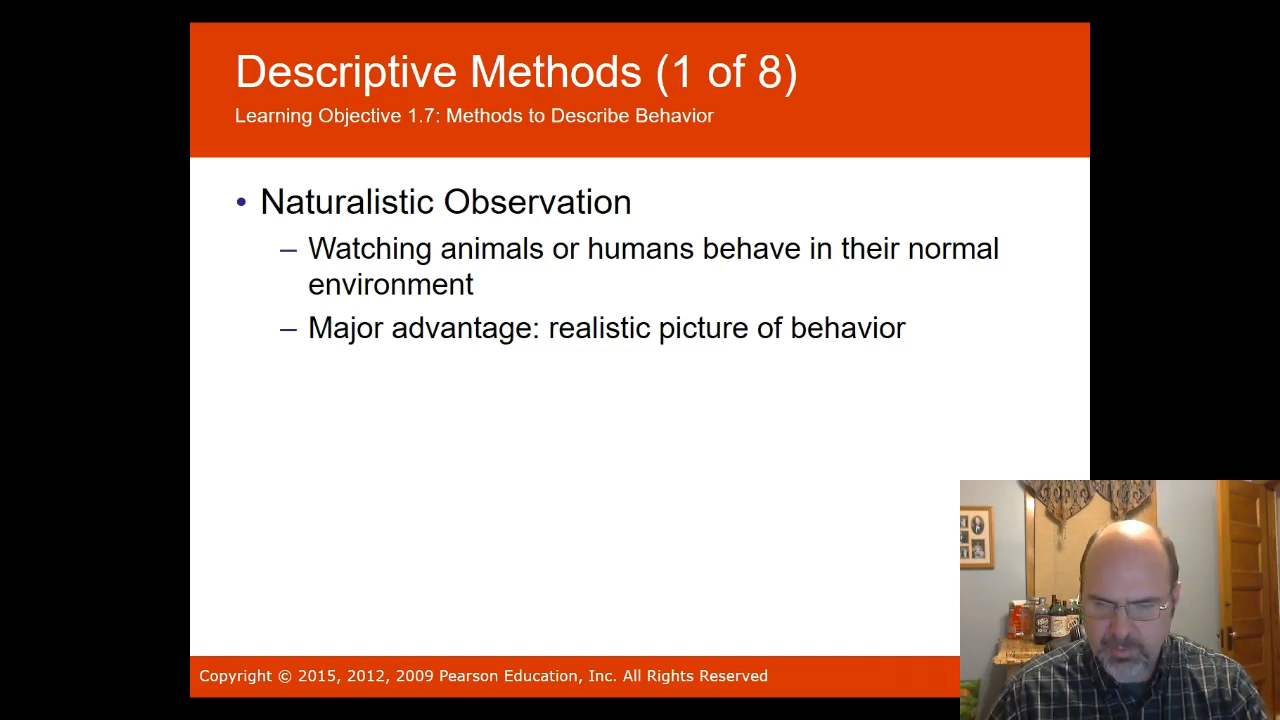 Descriptive Methods (1 of 8)
Learning Objective 1.7: Methods to Describe Behavior
• Naturalistic Observation
– Watching animals or humans behave in their normal
environment
– Major advantage: realistic picture of behavior
Copyright © 2015, 2012, 2009 Pearson Education, Inc. All Rights Reserved